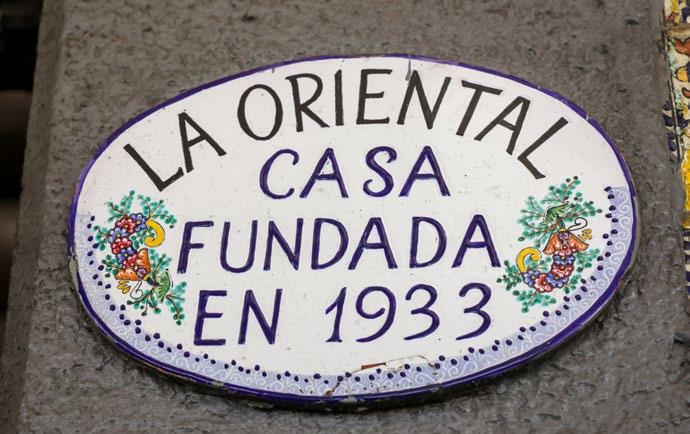 LA ORIENTAL
CASA
FUNDADA
EN 1933